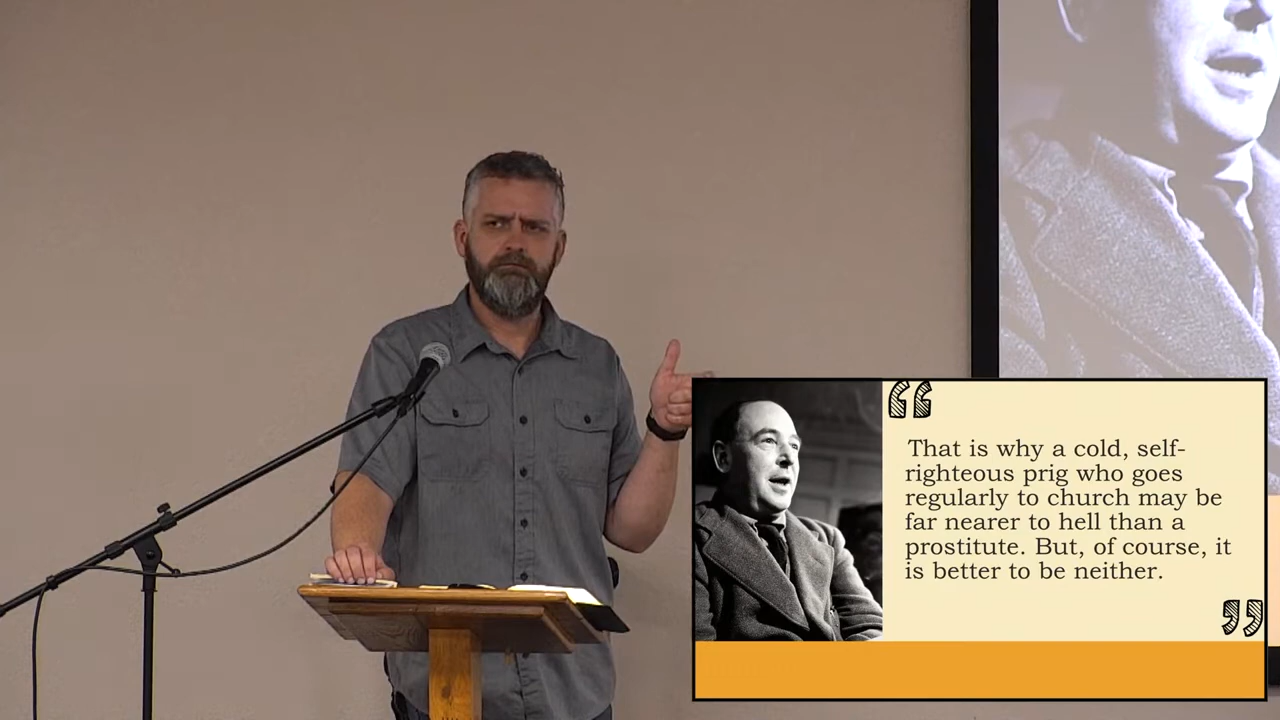 “
That is why a cold, self-
righteous prig who goes
regularly to church may be
far nearer to hell than a
prostitute. But, of course, it
is better to be neither.
”